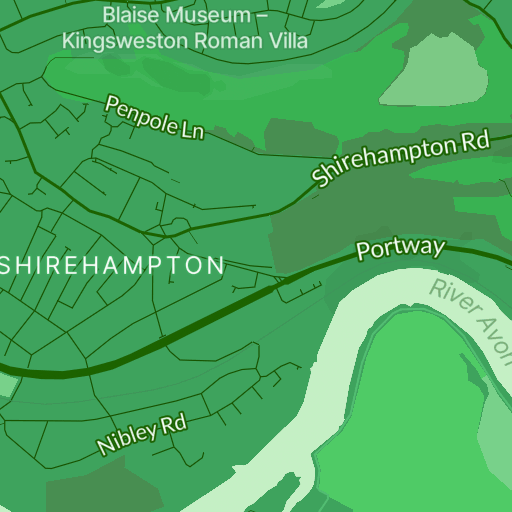 Blaise Museum –
Kingsweston Roman Villa
Penpole Ln
Shirehampton Rd
Portway
SHIREHAMPTON
River Avon
Nibley Rd